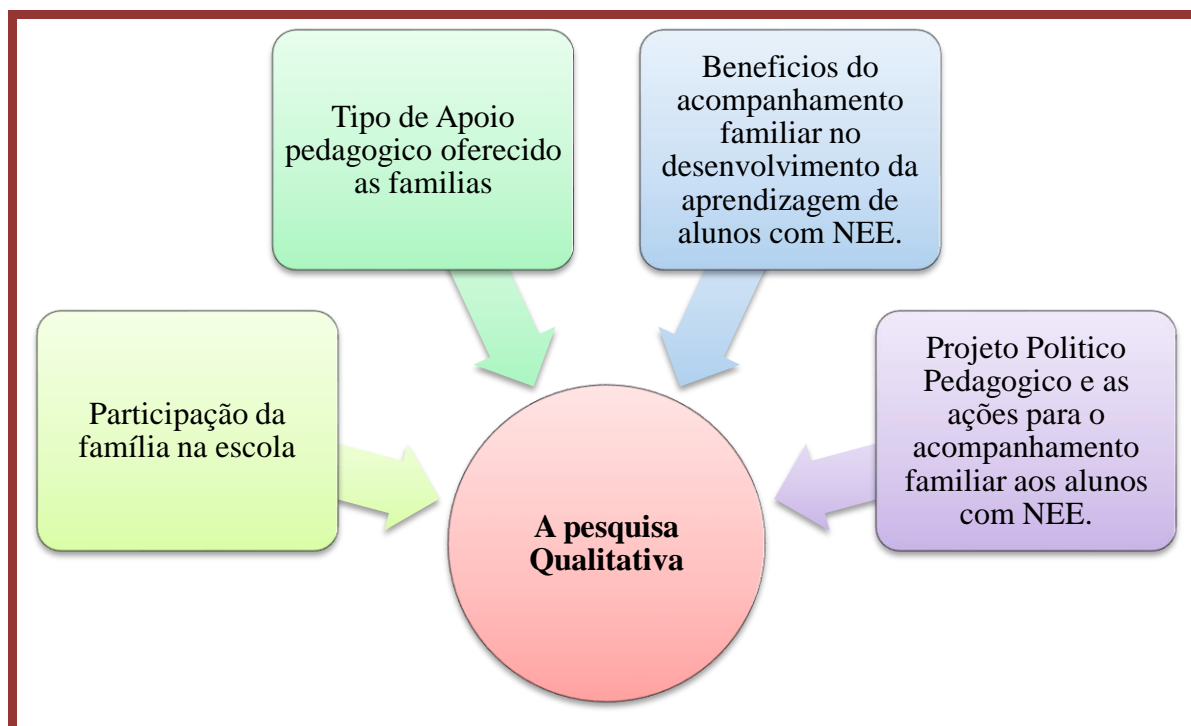 Participação da
família na escola
Tipo de Apoio
pedagogico oferecido
as familias
Beneficios do
acompanhamento
familiar no
desenvolvimento da
aprendizagem de
alunos com NEE.
Projeto Politico
Pedagogico e as
ações para o
acompanhamento
familiar aos alunos
com NEE.
A pesquisa
Qualitativa